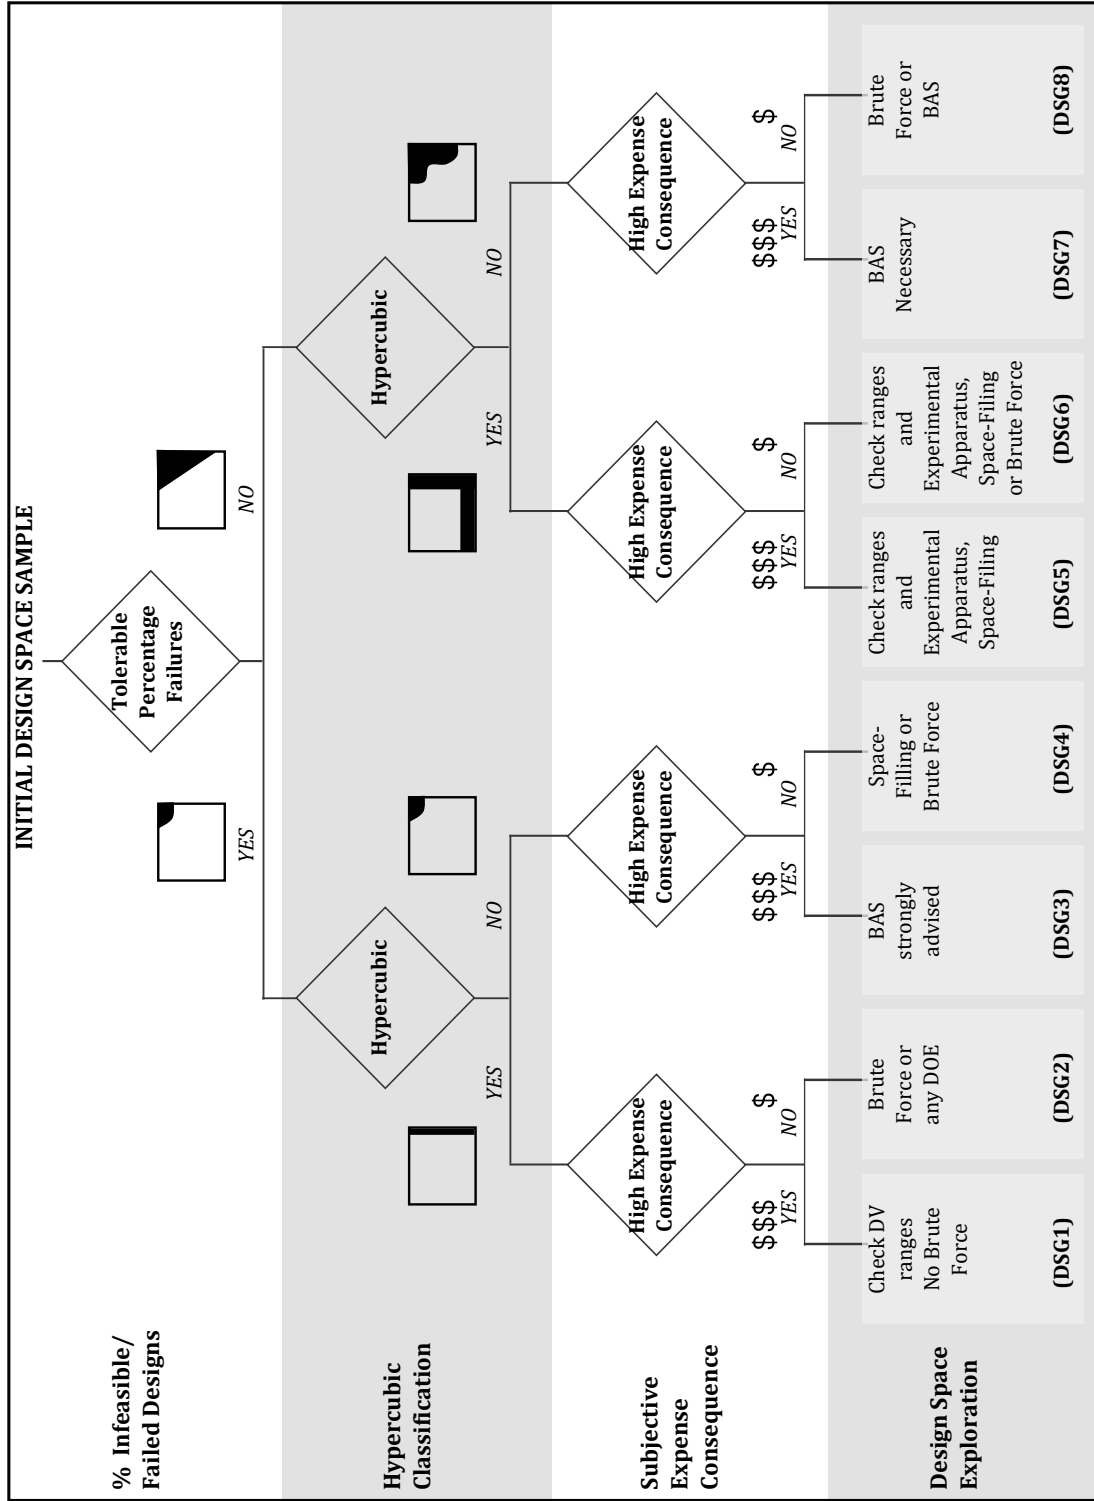 INITIAL DESIGN SPACE SAMPLE
% Infeasible/
Failed Designs
Tolerable
Percentage
Failures
YES
NO
Hypercubic
Classification
Hypercubic
YES
NO
Hypercubic
YES
NO
Subjective
Expense
Consequence
High Expense
Consequence
$$$
YES
$
NO
High Expense
Consequence
$$$
YES
$
NO
High Expense
Consequence
$$$
YES
$
NO
High Expense
Consequence
$$$
YES
$
NO
Design Space
Exploration
Check DV
ranges
No Brute
Force
(DSG1)
Brute
Force or
any DOE
(DSG2)
BAS
strongly
advised
(DSG3)
Space-
Filling or
Brute Force
(DSG4)
Check ranges
and
Experimental
Apparatus,
Space-Filing
(DSG5)
Check ranges
and
Experimental
Apparatus,
Space-Filing
or Brute Force
(DSG6)
BAS
Necessary
(DSG7)
Brute
Force or
BAS
(DSG8)